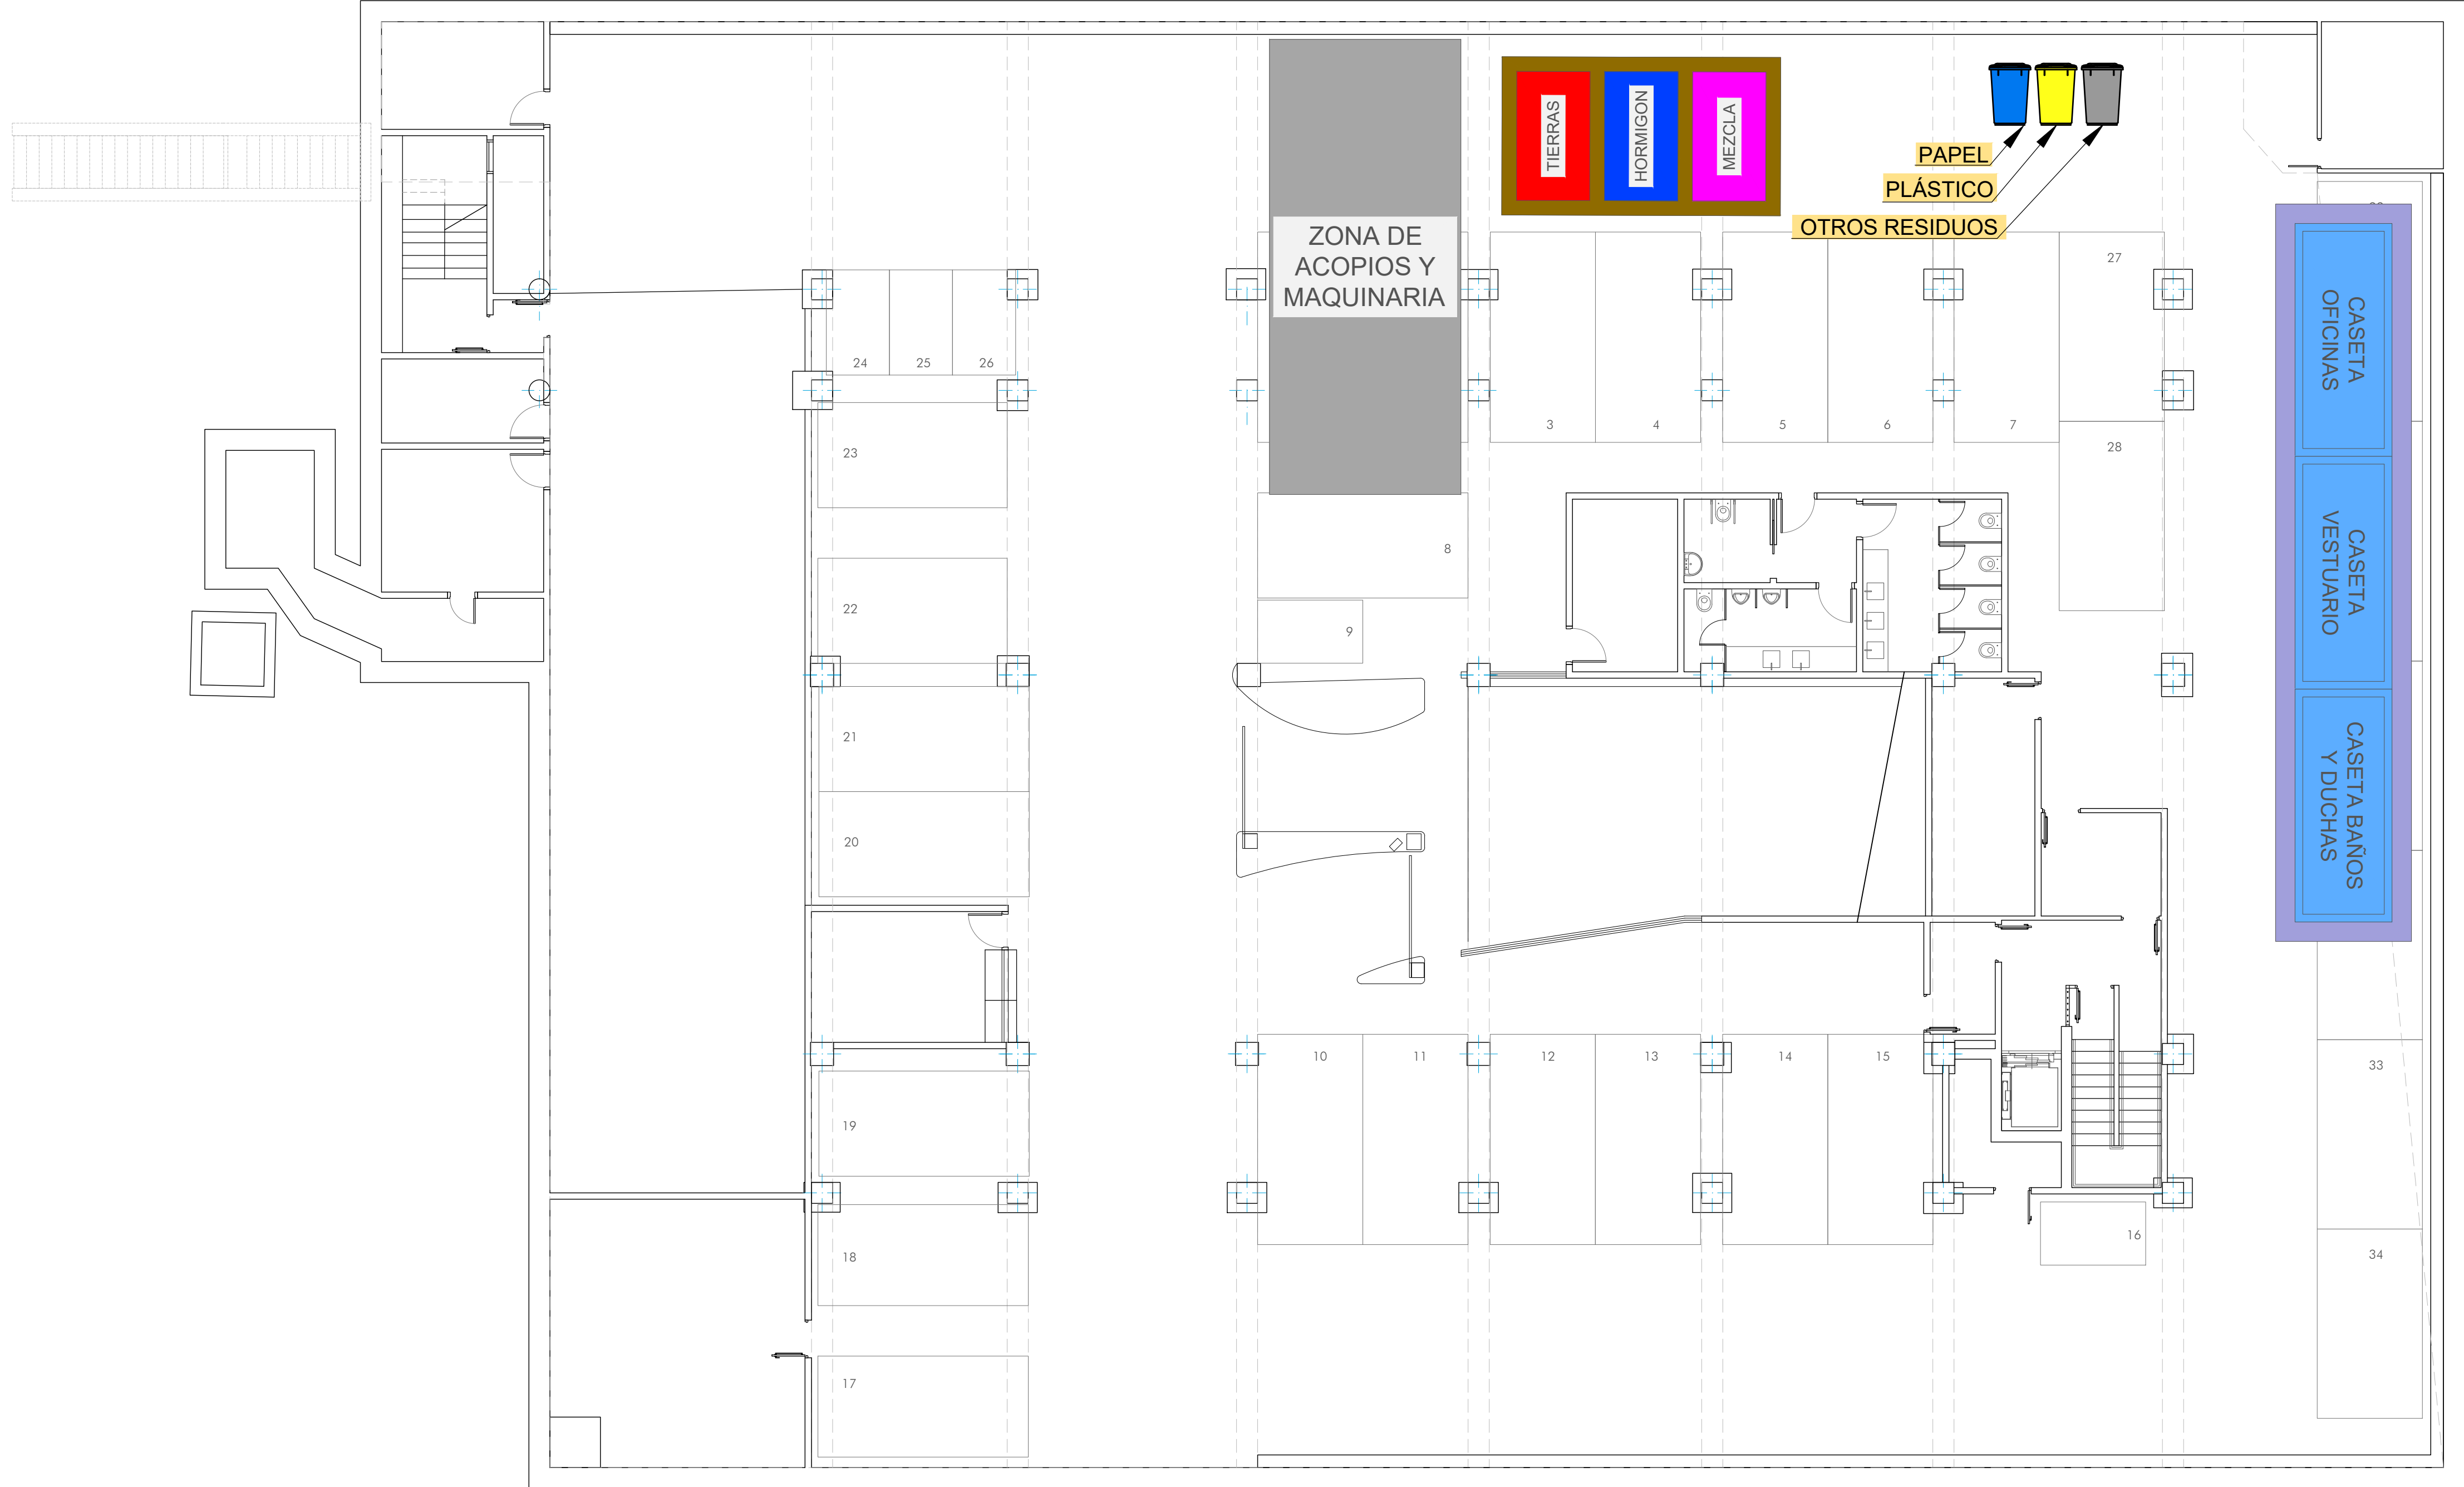 TIERRAS
HORMIGON
MEZCLA
PAPEL
PLÁSTICO
OTROS RESIDUOS
ZONA DE
ACOPIOS Y
MAQUINARIA
CASETA
OFICINAS
CASETA
VESTUARIO
CASETA BAÑOS
Y DUCHAS
27
24
25
26
3
4
5
6
7
28
23
8
22
9
21
20
10
11
12
13
14
15
33
19
16
18
34
17